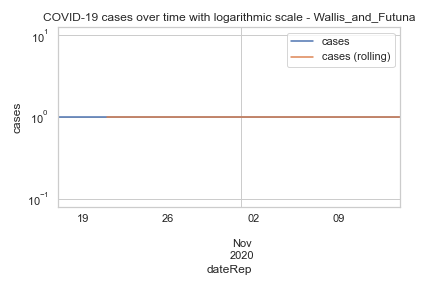 COVID-19 cases over time with logarithmic scale - Wallis_and_Futuna
cases
cases (rolling)
10¹
10⁰
10⁻¹
cases
19 26 02 09
Nov
2020
dateRep